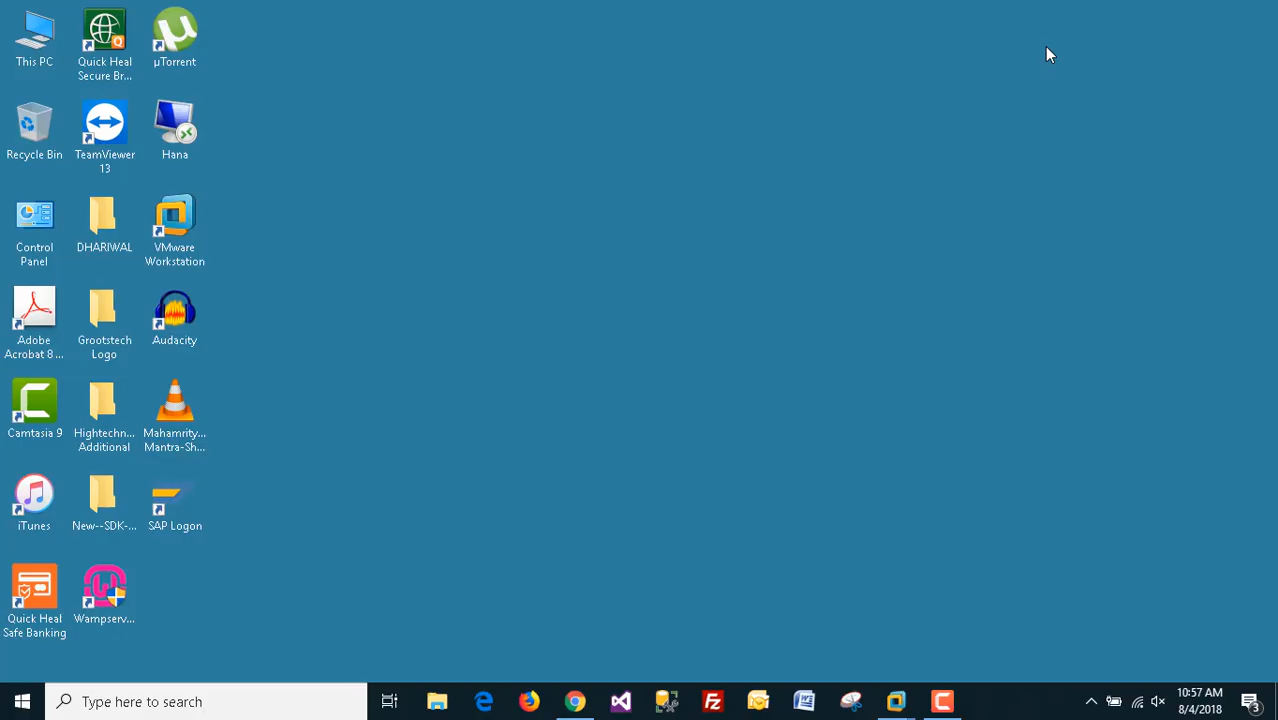 This PC
Quick Heal
Secure Br...
µTorrent
Recycle Bin
TeamViewer
13
Hana
Control
Panel
DHARIWAL
VMware
Workstation
Adobe
Acrobat 8 ...
Grootstech
Logo
Audacity
Camtasia 9
Hightechn...
Additional
Mahamrity...
Mantra-Sh...
iTunes
New--SDK-...
SAP Logon
Quick Heal
Safe Banking
Wampserv...
Type here to search
10:57 AM
8/4/2018
3